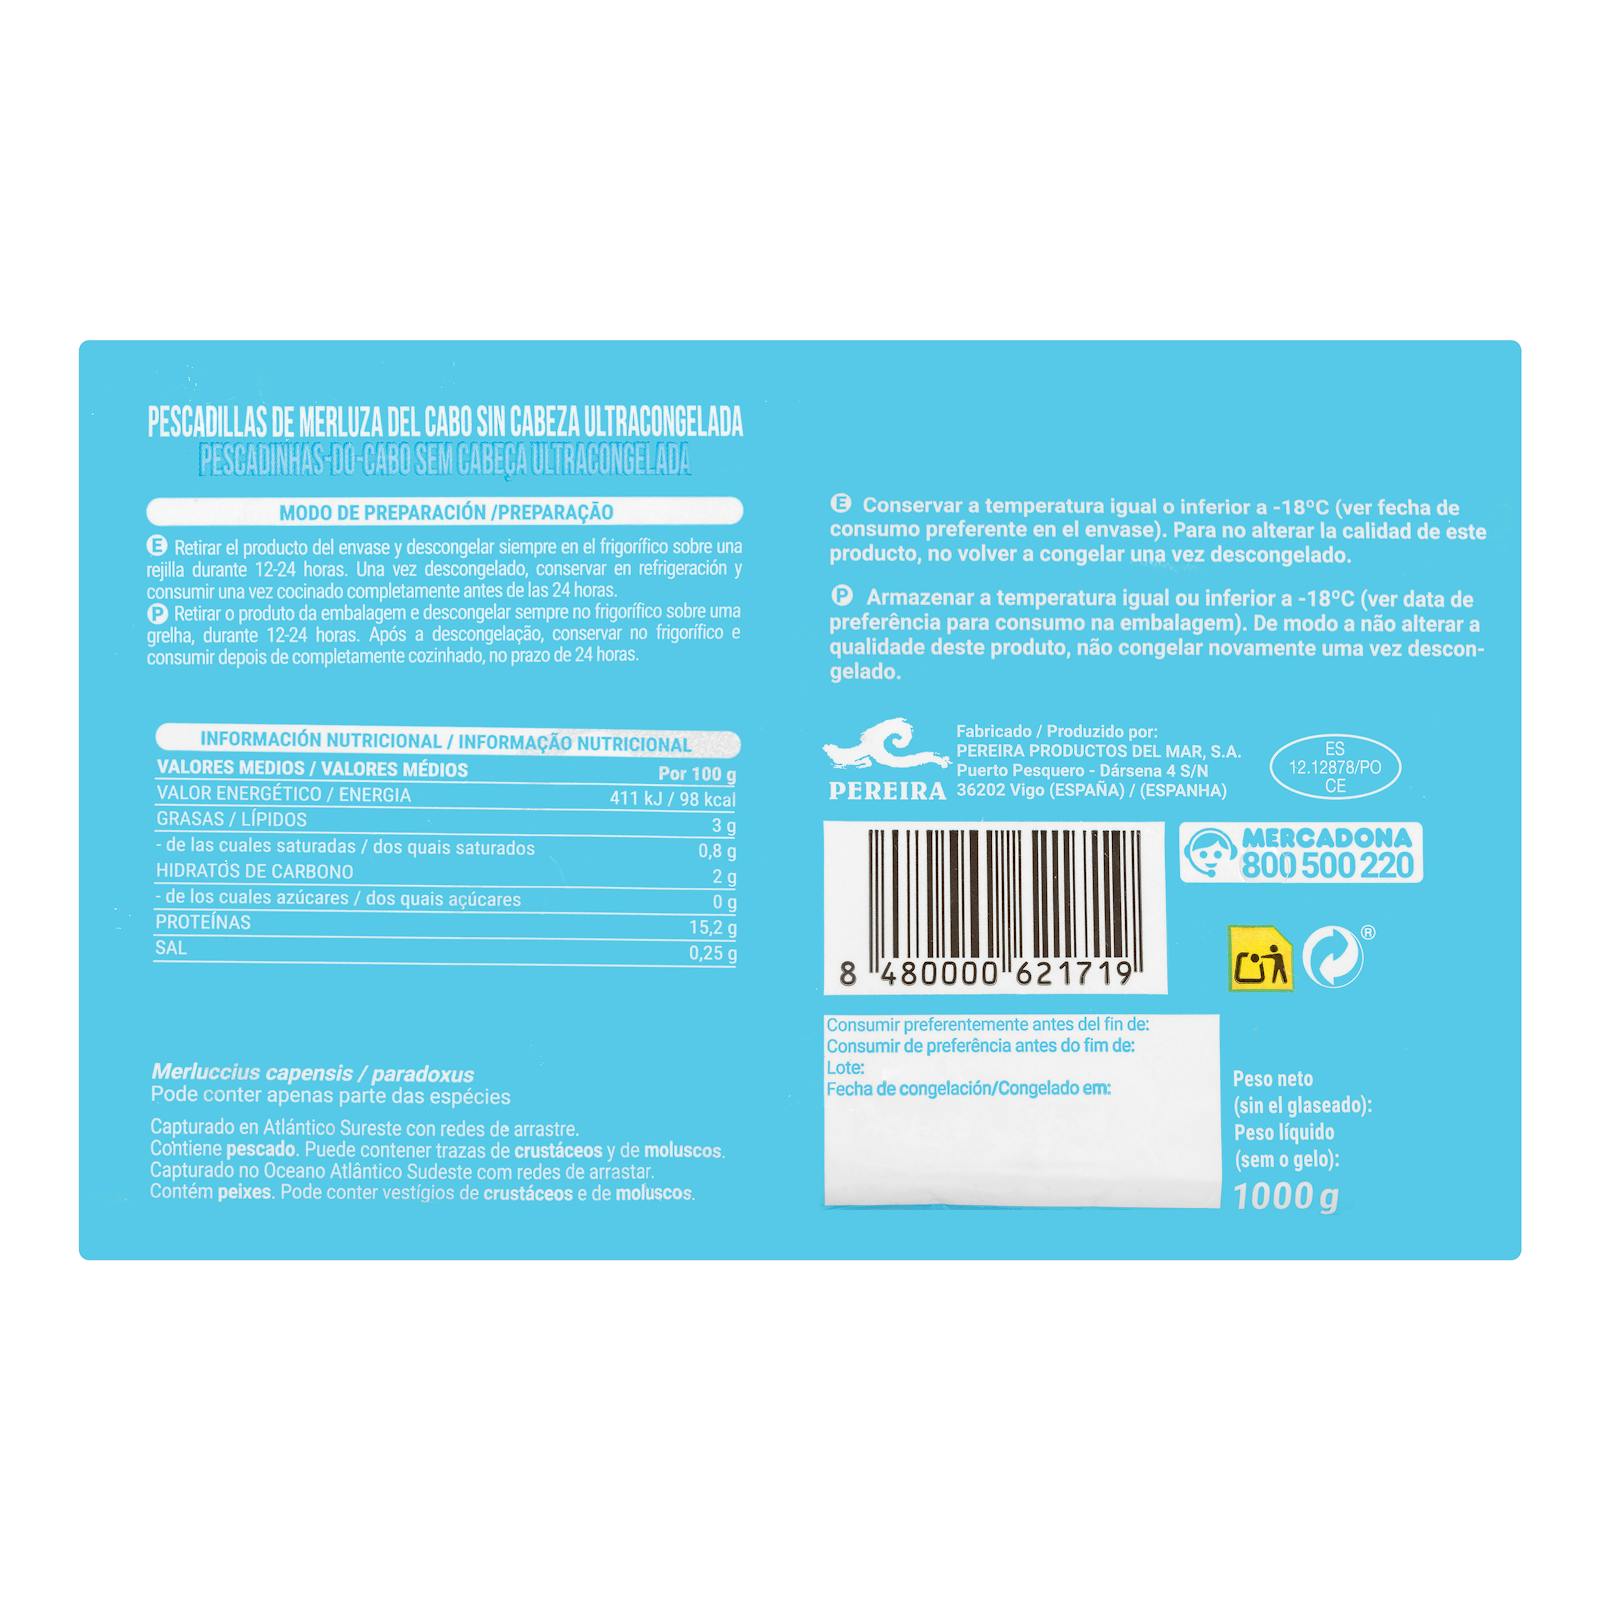 PESCADILLAS DE MERLUZA DEL CABO SIN CABEZA ULTRACONGELADA
PESCADINHAS-DO-CABO SEM CABEÇA ULTRACONGELADA
MODO DE PREPARACIÓN /PREPARAÇÃO
E Retirar el producto del envase y descongelar siempre en el frigorífico sobre una
rejilla durante 12-24 horas. Una vez descongelado, conservar en refrigeración y
consumir una vez cocinado completamente antes de las 24 horas.
P Retirar o produto da embalagem e descongelar sempre no frigorífico sobre uma
grelha, durante 12-24 horas. Após a descongelação, conservar no frigorífico e
consumir depois de completamente cozinhado, no prazo de 24 horas.
INFORMACIÓN NUTRICIONAL / INFORMAÇÃO NUTRICIONAL
VALORES MEDIOS / VALORES MÉDIOS Por 100 g
VALOR ENERGÉTICO / ENERGIA 411 kJ / 98 kcal
GRASAS / LÍPIDOS 3 g
- de las cuales saturadas / dos quais saturados 0,8 g
HIDRATOS DE CARBONO 2 g
- de los cuales azúcares / dos quais açúcares 0 g
PROTEÍNAS 15,2 g
SAL 0,25 g
Merluccius capensis / paradoxus
Pode conter apenas parte das espécies
Capturado en Atlántico Sureste con redes de arrastre.
Contiene pescado. Puede contener trazas de crustáceos y de moluscos.
Capturado no Oceano Atlântico Sudeste com redes de arrastar.
Contém peixes. Pode conter vestígios de crustáceos e de moluscos.
E Conservar a temperatura igual o inferior a -18ºC (ver fecha de
consumo preferente en el envase). Para no alterar la calidad de este
producto, no volver a congelar una vez descongelado.
P Armazenar a temperatura igual ou inferior a -18ºC (ver data de
preferência para consumo na embalagem). De modo a não alterar a
qualidade deste produto, não congelar novamente uma vez descon-
gelado.
PEREIRA
Fabricado / Produzido por:
PEREIRA PRODUCTOS DEL MAR, S.A.
Puerto Pesquero - Dársena 4 S/N
36202 Vigo (ESPAÑA) / (ESPANHA)
ES
12.12878/PO
CE
MERCADONA
800 500 220
8 480000 621719
®
Consumir preferentemente antes del fin de:
Consumir de preferência antes do fim de:
Lote:
Fecha de congelación/Congelado em:
Peso neto
(sin el glaseado):
Peso líquido
(sem o gelo):
1000 g